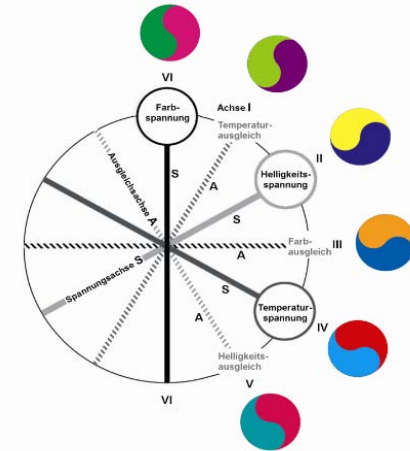 VI
Farb-
spannung
Achse I
Temperatur-
ausgleich
II
Helligkeits-
spannung
Ausgleichsachse A
S
A
S
Farb-
ausgleich
III
A
Spannungsachse S
S
A
Temperatur-
spannung
IV
Helligkeits-
ausgleich
V
VI